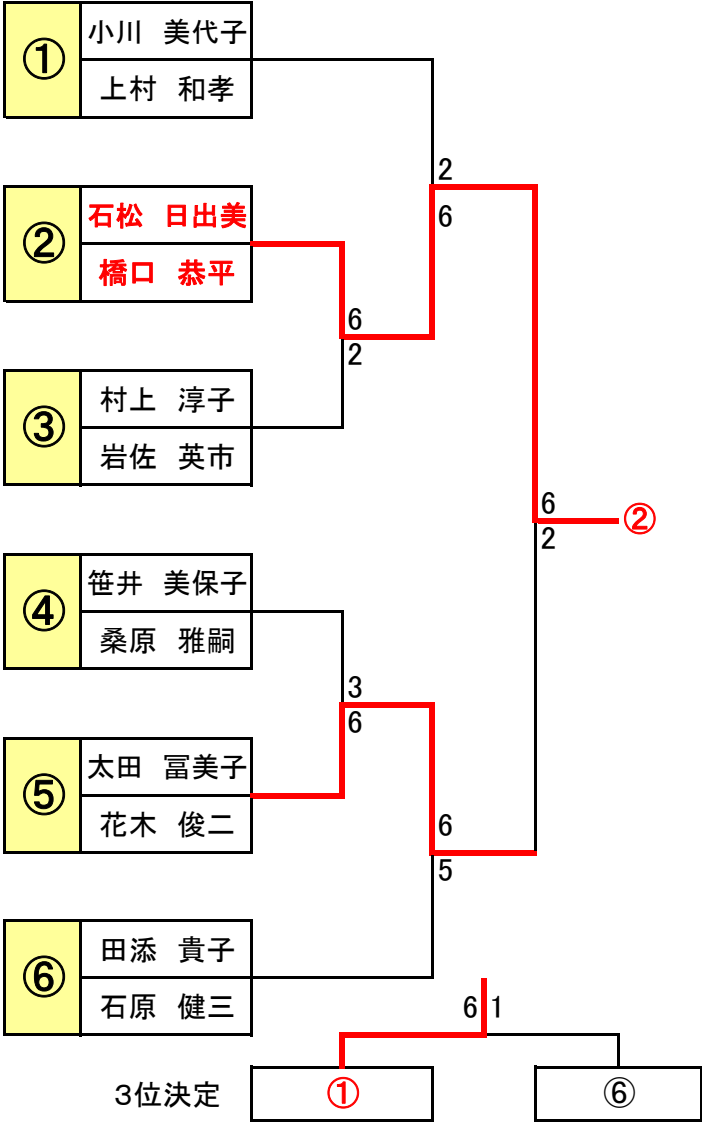 ①
小川 美代子
上村 和孝
2
②
石松 日出美
橋口 恭平
6
6
2
③
村上 淳子
岩佐 英市
6
②
2
④
笹井 美保子
桑原 雅嗣
3
6
⑤
太田 冨美子
花木 俊二
6
5
⑥
田添 貴子
石原 健三
6 1
3位決定
①
⑥